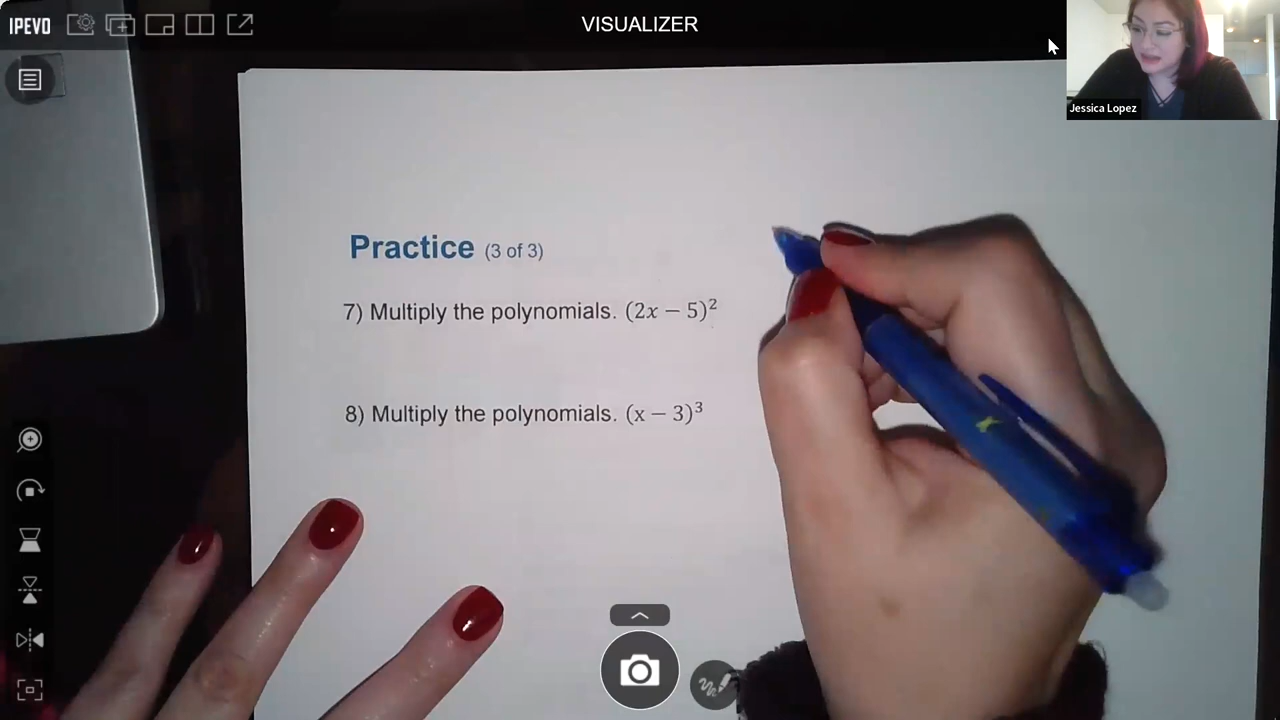 IPEVO
VISUALIZER
Jessica Lopez
Practice (3 of 3)
7) Multiply the polynomials. (2x − 5)²
8) Multiply the polynomials. (x − 3)³